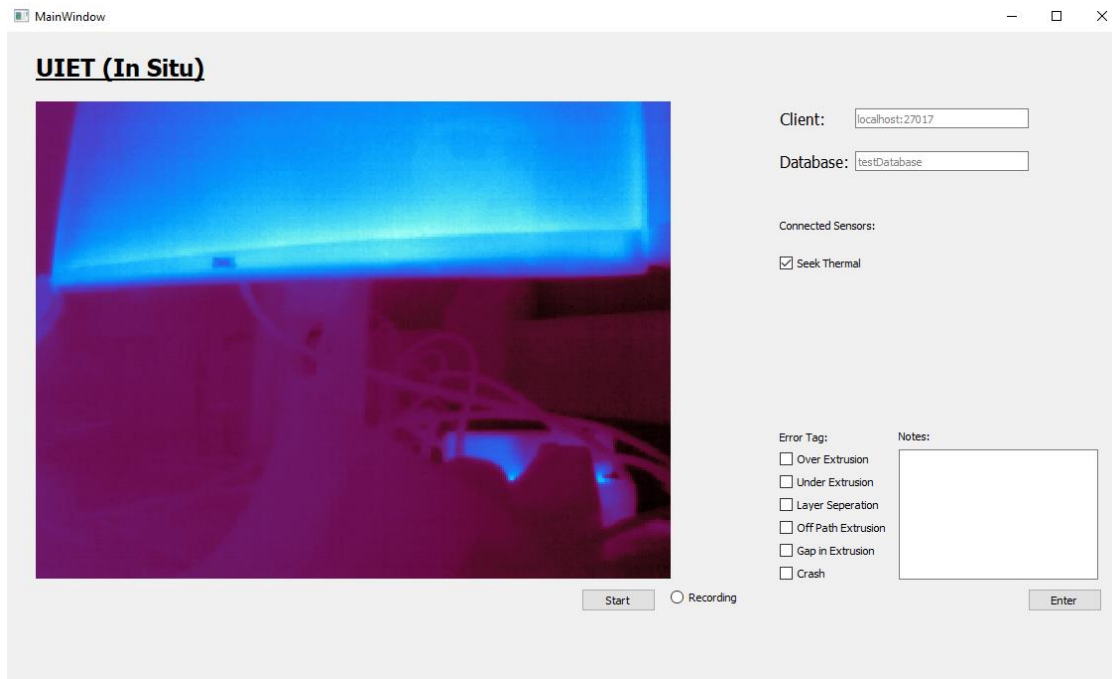 MainWindow
UIET (In Situ)
Client: localhost:27017
Database: testDatabase
Connected Sensors:
Seek Thermal
Error Tag: Notes:
Over Extrusion
Under Extrusion
Layer Seperation
Off Path Extrusion
Gap in Extrusion
Crash
Start Recording Enter